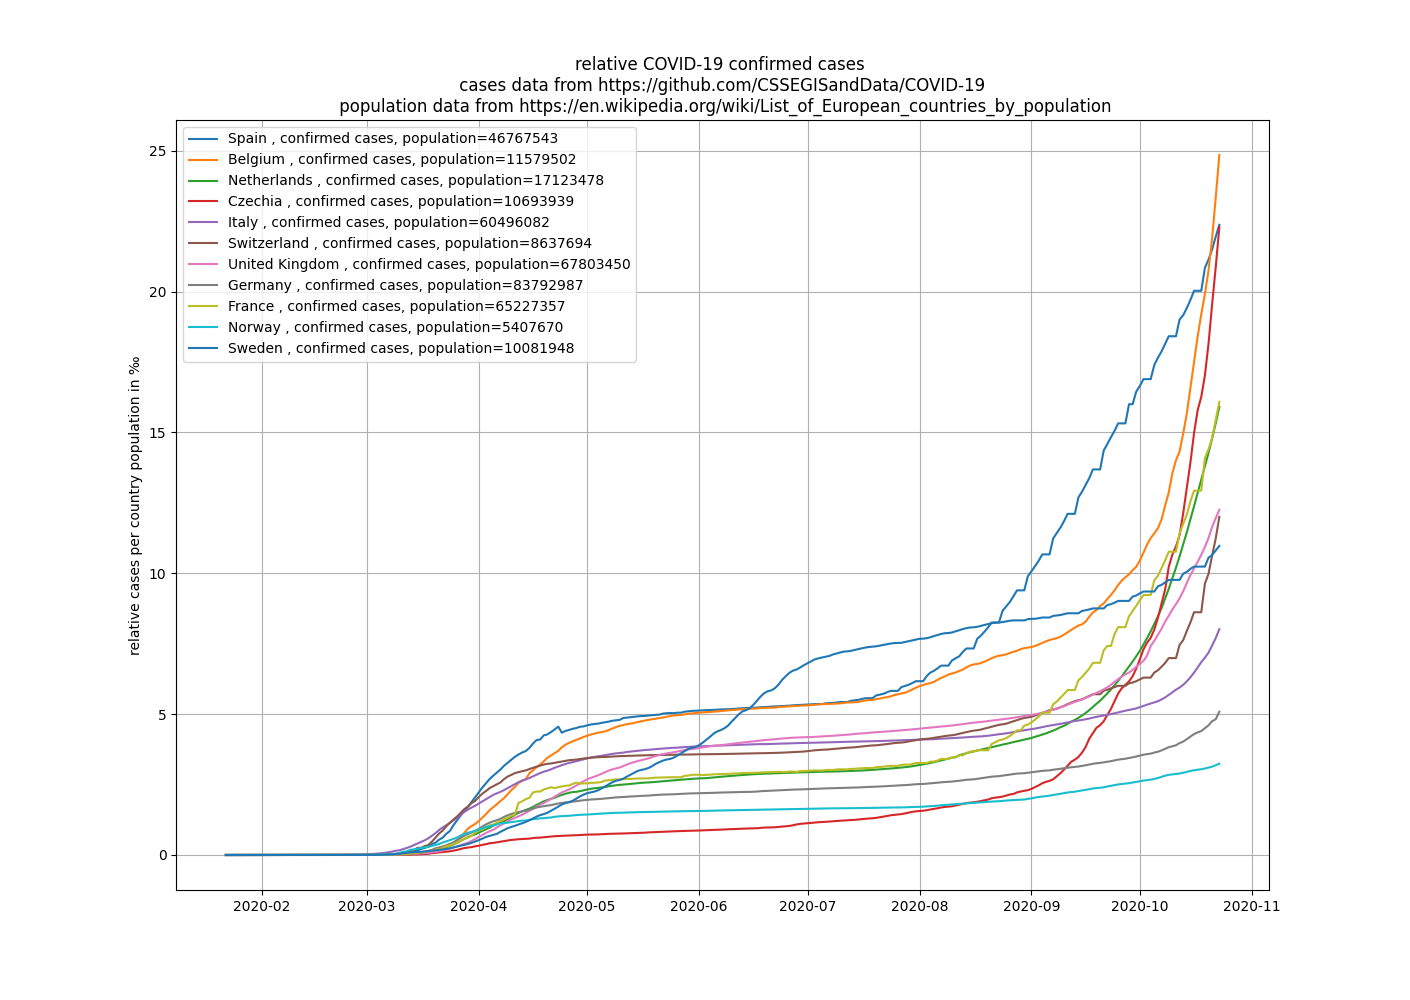 relative COVID-19 confirmed cases
cases data from https://github.com/CSSEGISandData/COVID-19
population data from https://en.wikipedia.org/wiki/List_of_European_countries_by_population
Spain , confirmed cases, population=46767543
Belgium , confirmed cases, population=11579502
Netherlands , confirmed cases, population=17123478
Czechia , confirmed cases, population=10693939
Italy , confirmed cases, population=60496082
Switzerland , confirmed cases, population=8637694
United Kingdom , confirmed cases, population=67803450
Germany , confirmed cases, population=83792987
France , confirmed cases, population=65227357
Norway , confirmed cases, population=5407670
Sweden , confirmed cases, population=10081948
relative cases per country population in ‰
25
20
15
10
5
0
2020-02 2020-03 2020-04 2020-05 2020-06 2020-07 2020-08 2020-09 2020-10 2020-11